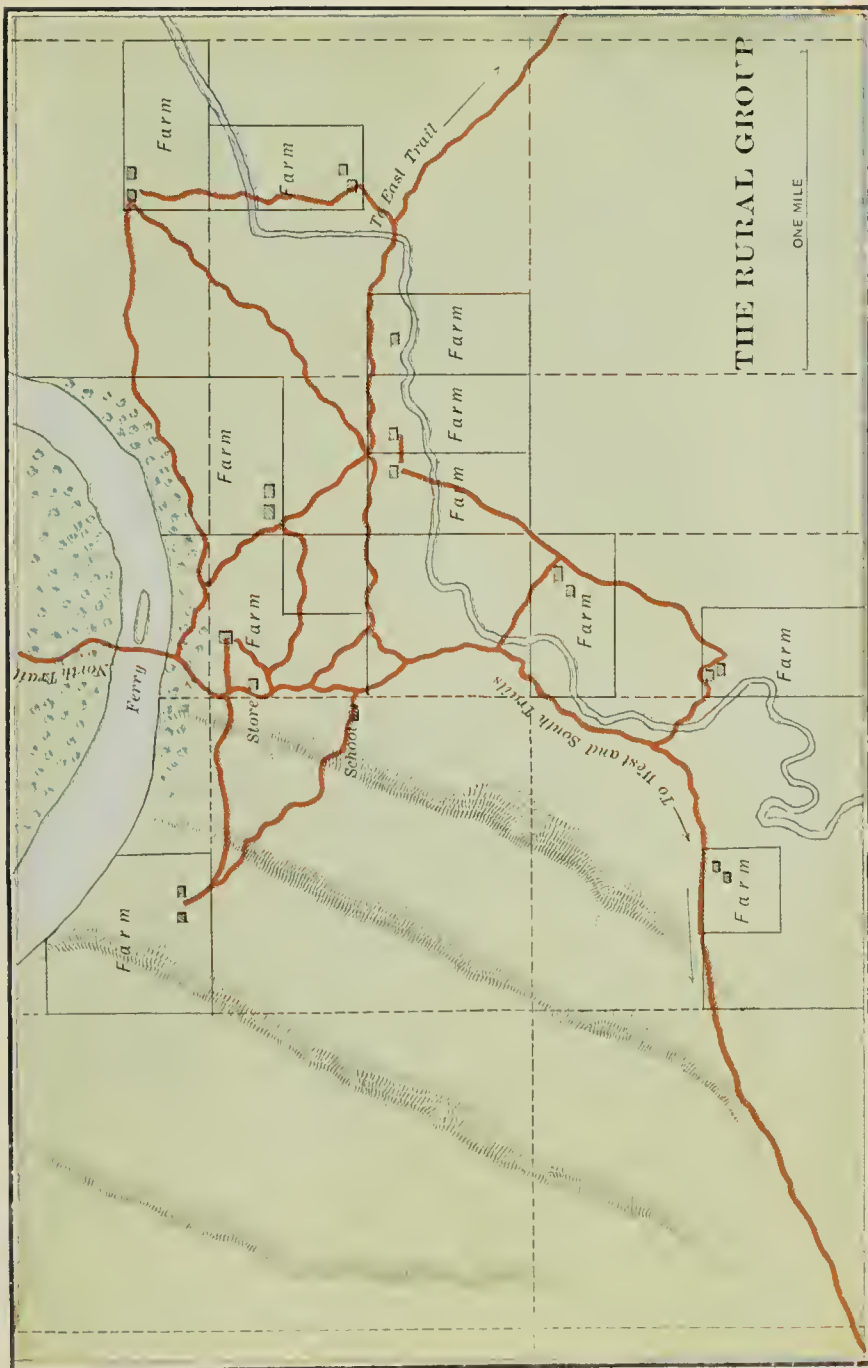 THE RURAL GROUP
ONE MILE
North Trail
Ferry
Farm
Farm
Farm
Farm
Farm
Store
School
To East Trail
Farm
Farm
Farm
To West and South Trails
Farm
Farm
Farm